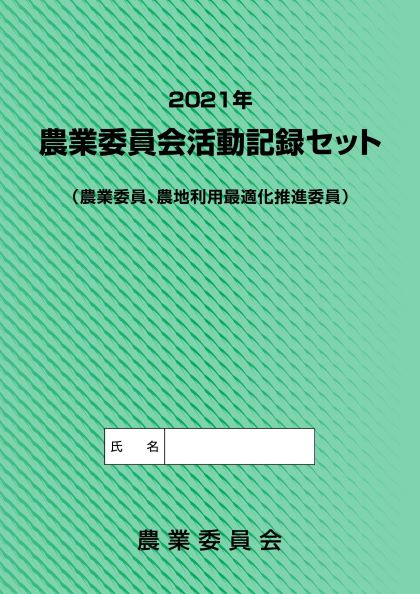 2021年
農業委員会活動記録セット
（農業委員、農地利用最適化推進委員）
氏　名
農業委員会